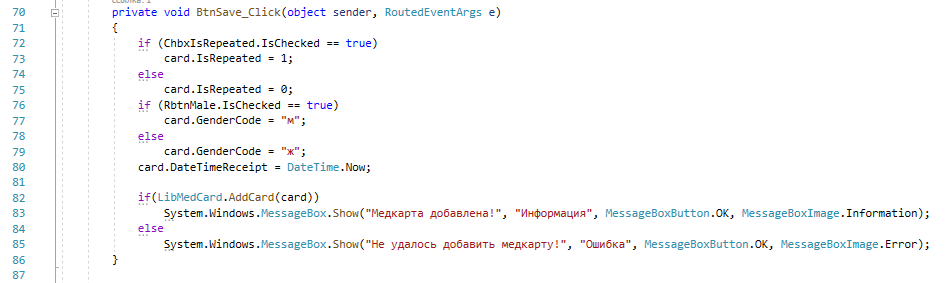 ссылка: 1
70 private void BtnSave_Click(object sender, RoutedEventArgs e)
71 {
72 if (ChbxIsRepeated.IsChecked == true)
73 card.IsRepeated = 1;
74 else
75 card.IsRepeated = 0;
76 if (RbtnMale.IsChecked == true)
77 card.GenderCode = "м";
78 else
79 card.GenderCode = "ж";
80 card.DateTimeReceipt = DateTime.Now;
81
82 if(LibMedCard.AddCard(card))
83 System.Windows.MessageBox.Show("Медкарта добавлена!", "Информация", MessageBoxButton.OK, MessageBoxImage.Information);
84 else
85 System.Windows.MessageBox.Show("Не удалось добавить медкарту!", "Ошибка", MessageBoxButton.OK, MessageBoxImage.Error);
86 }
87